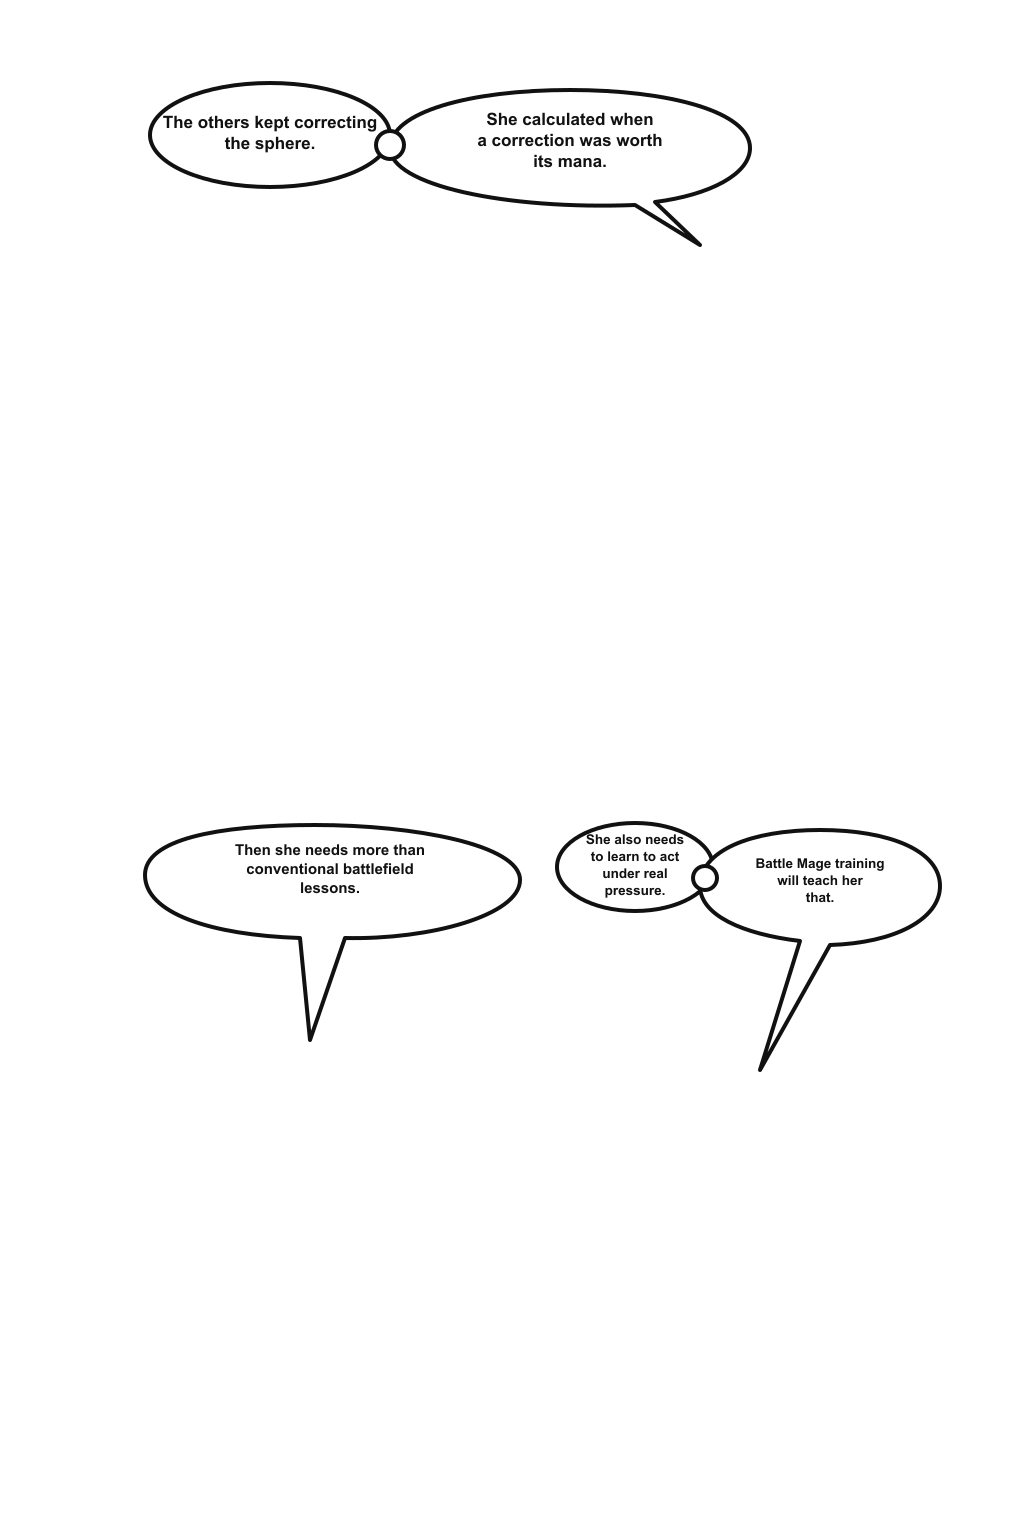 The others kept correcting
the sphere.
She calculated when
a correction was worth
its mana.
Then she needs more than
conventional battlefield
lessons.
She also needs
to learn to act
under real
pressure.
Battle Mage training
will teach her
that.